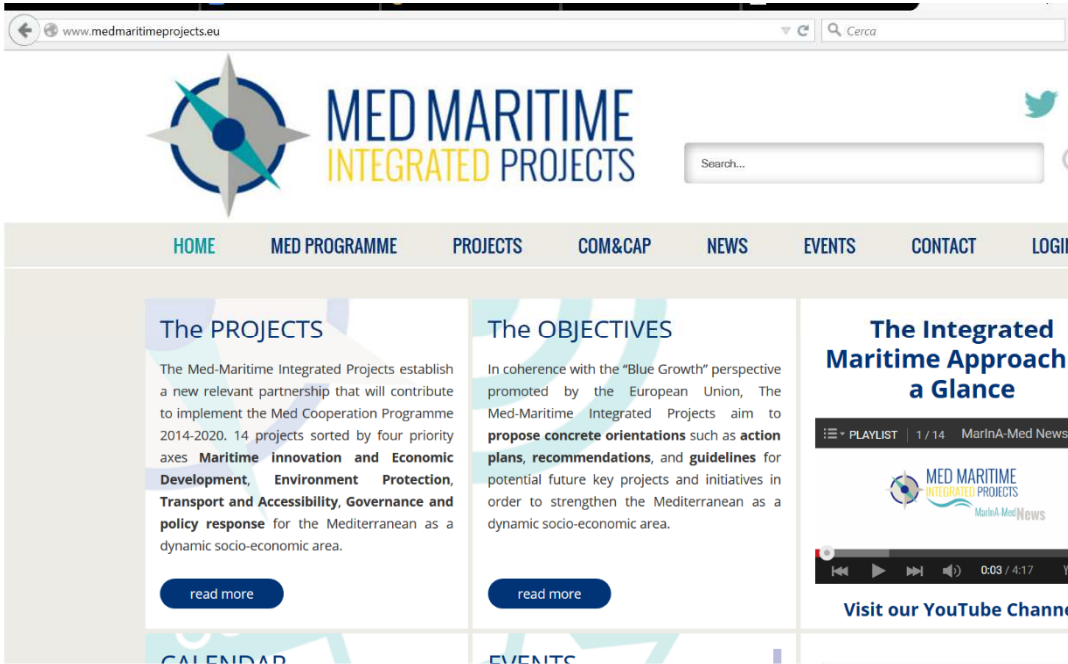 www.medmaritimeprojects.eu
Cerca
MED MARITIME
INTEGRATED PROJECTS
Search...
HOME MED PROGRAMME PROJECTS COM&CAP NEWS EVENTS CONTACT LOGIN
The PROJECTS
The Med-Maritime Integrated Projects establish
a new relevant partnership that will contribute
to implement the Med Cooperation Programme
2014-2020. 14 projects sorted by four priority
axes Maritime innovation and Economic
Development, Environment Protection,
Transport and Accessibility, Governance and
policy response for the Mediterranean as a
dynamic socio-economic area.
read more
The OBJECTIVES
In coherence with the “Blue Growth” perspective
promoted by the European Union, The
Med-Maritime Integrated Projects aim to
propose concrete orientations such as action
plans, recommendations, and guidelines for
potential future key projects and initiatives in
order to strengthen the Mediterranean as a
dynamic socio-economic area.
read more
The Integrated
Maritime Approach
a Glance
PLAYLIST 1 / 14 MarInA-Med News
MED MARITIME
INTEGRATED PROJECTS
MarInA-Med News
0:03 / 4:17
Visit our YouTube Channe
CALENDAR
EVENTS